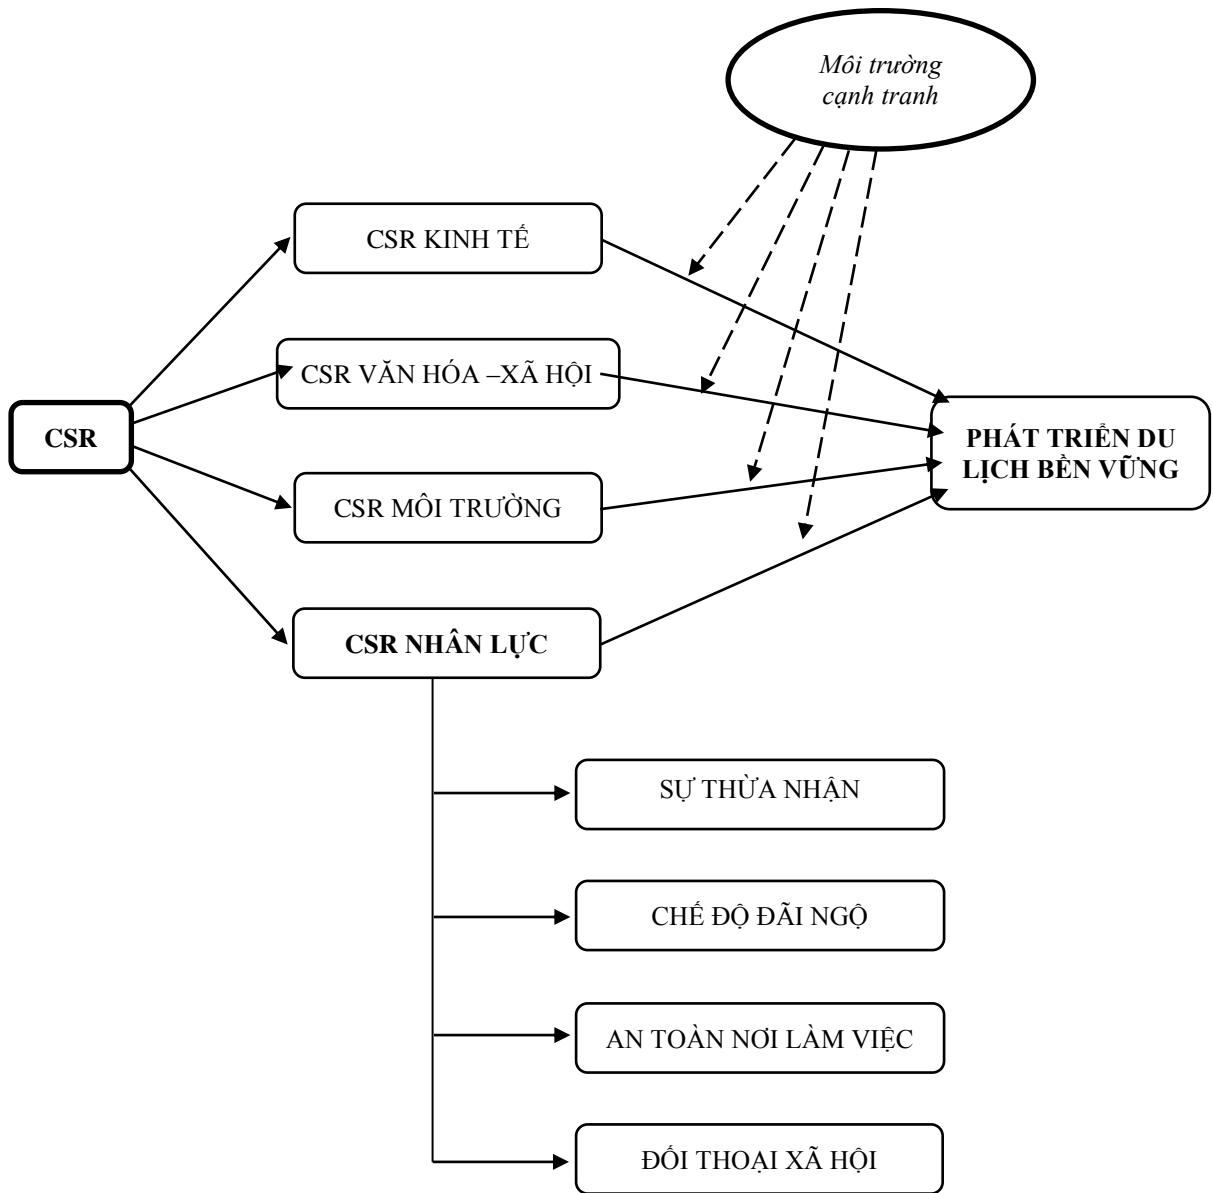 Môi trường
cạnh tranh
CSR KINH TẾ
CSR VĂN HÓA –XÃ HỘI
CSR
PHÁT TRIỂN DU
LỊCH BỀN VỮNG
CSR MÔI TRƯỜNG
CSR NHÂN LỰC
SỰ THỪA NHẬN
CHẾ ĐỘ ĐÃI NGỘ
AN TOÀN NƠI LÀM VIỆC
ĐỐI THOẠI XÃ HỘI